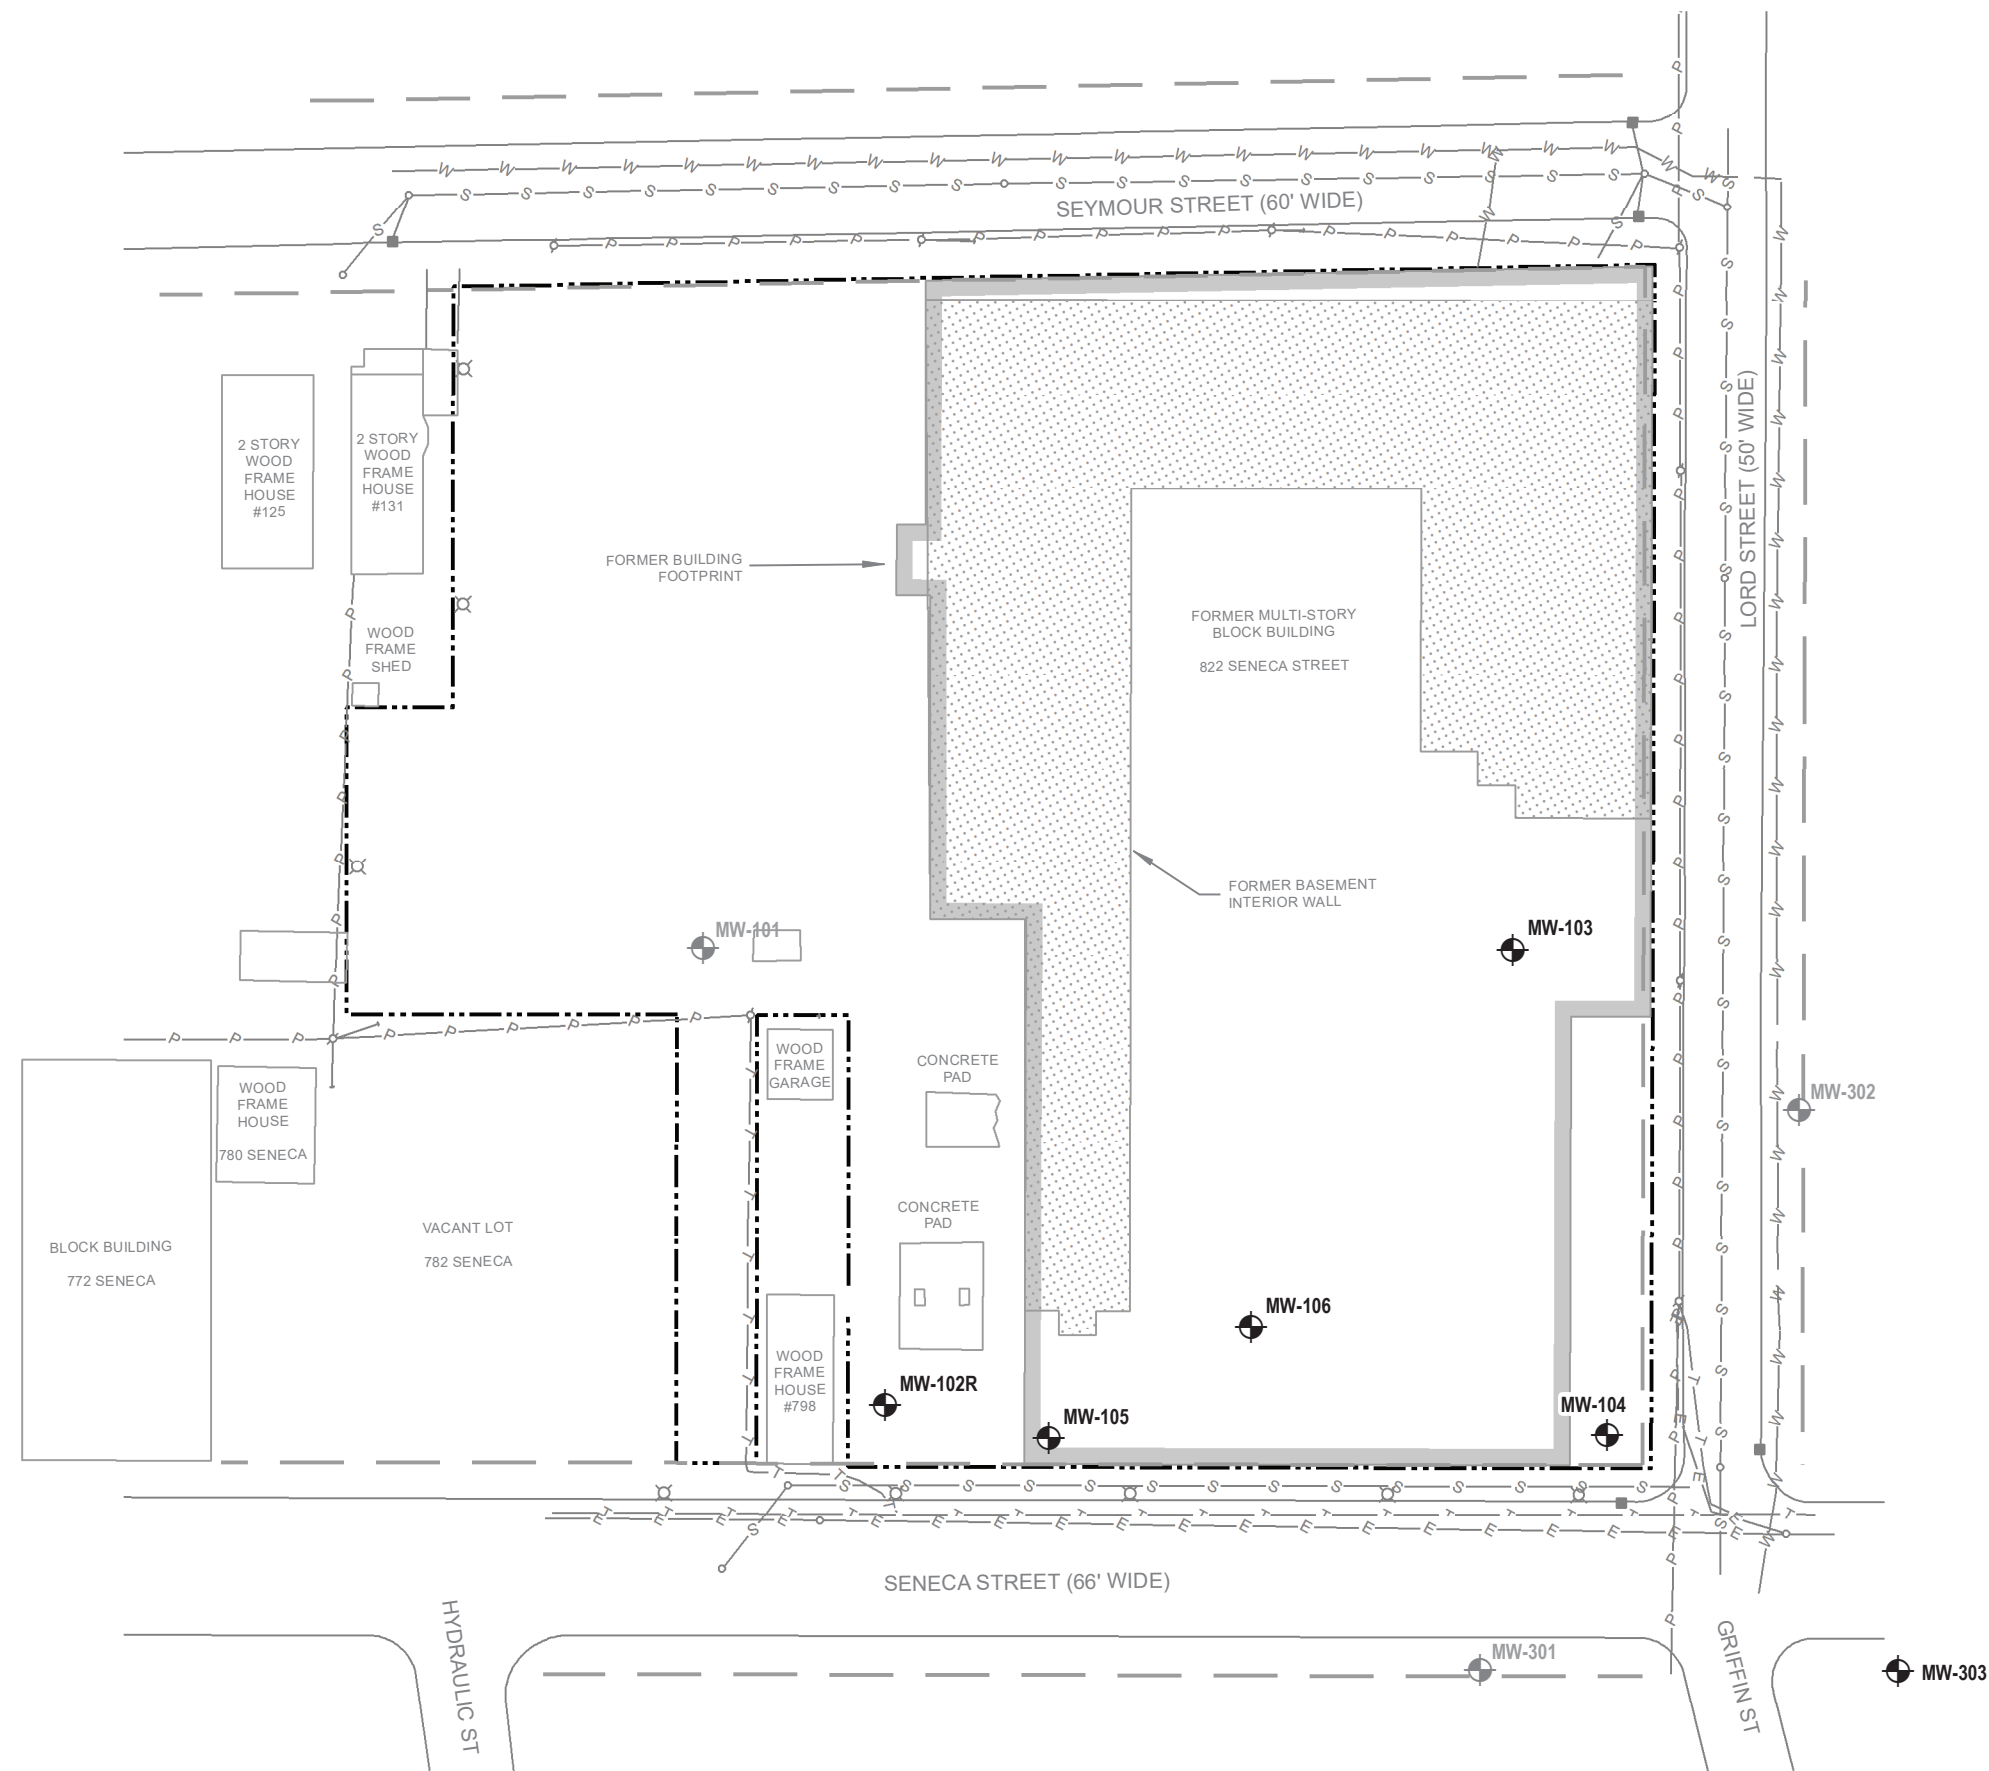 SEYMOUR STREET (60' WIDE)
LORD STREET (50' WIDE)
2 STORY
WOOD
FRAME
HOUSE
#125
2 STORY
WOOD
FRAME
HOUSE
#131
FORMER BUILDING
FOOTPRINT
FORMER MULTI-STORY
BLOCK BUILDING
822 SENECA STREET
WOOD
FRAME
SHED
FORMER BASEMENT
INTERIOR WALL
MW-101
MW-103
WOOD
FRAME
GARAGE
CONCRETE
PAD
WOOD
FRAME
HOUSE
780 SENECA
MW-302
CONCRETE
PAD
VACANT LOT
782 SENECA
BLOCK BUILDING
772 SENECA
MW-106
WOOD
FRAME
HOUSE
#798
MW-102R
MW-105
MW-104
SENECA STREET (66' WIDE)
HYDRAULIC ST
GRIFFIN ST
MW-301
MW-303